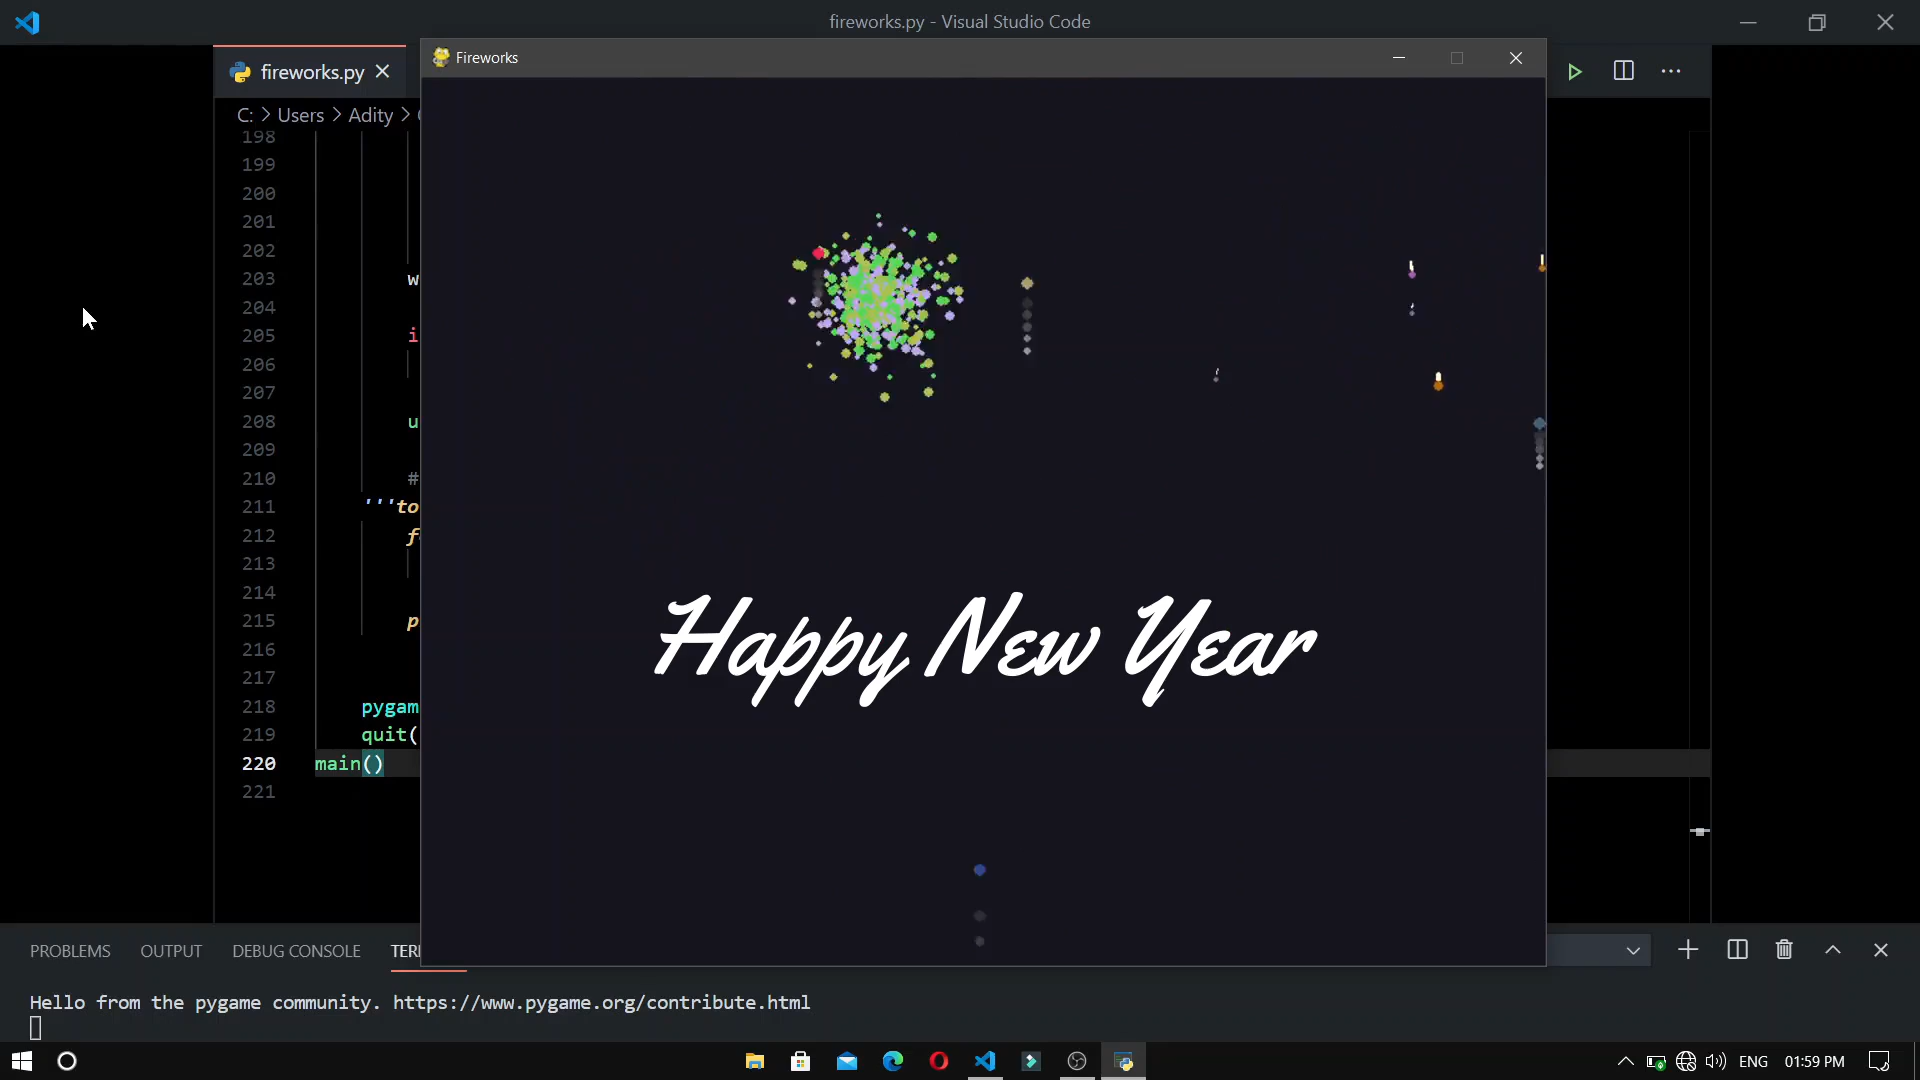 fireworks.py - Visual Studio Code
fireworks.py
Fireworks
C: > Users > Adity >
198
199
200
201
202
203 w
204
205 i
206
207
208 u
209
210 #
211 '''to
212 f
213
214
215 p
216
217
218 pygam
219 quit(
220 main()
221
Happy New Year
PROBLEMS OUTPUT DEBUG CONSOLE TER
Hello from the pygame community. https://www.pygame.org/contribute.html
ENG 01:59 PM